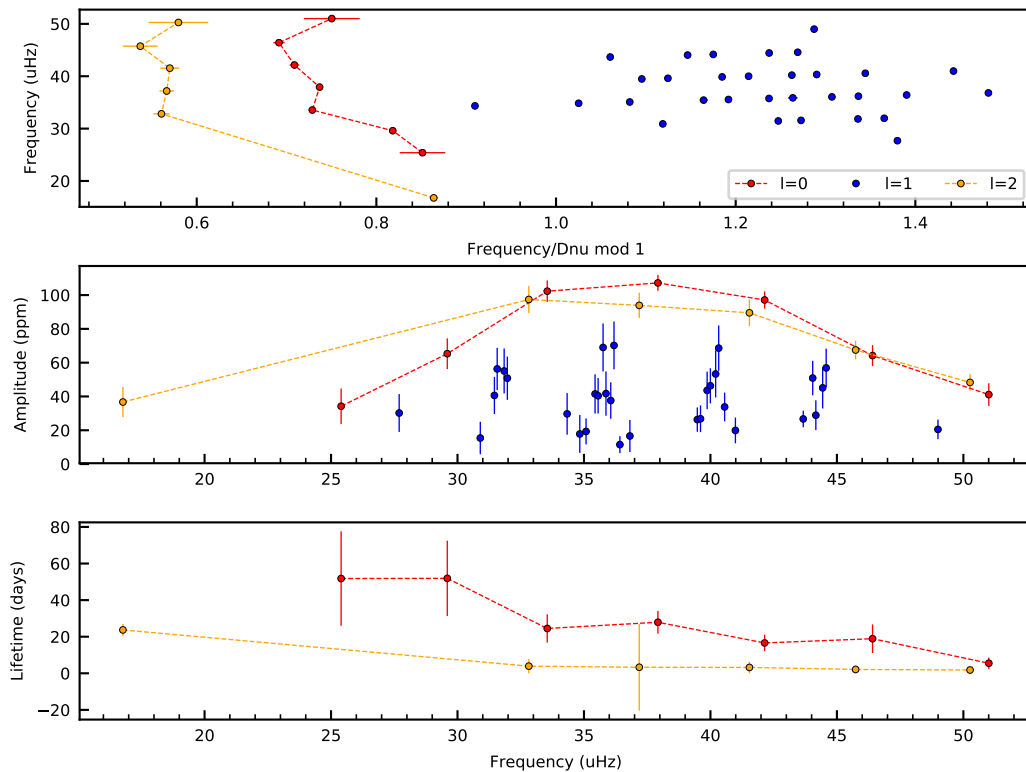 50
40
30
20
Frequency (uHz)
l=0 l=1 l=2
0.6 0.8 1.0 1.2 1.4
Frequency/Dnu mod 1
100
80
60
40
20
0
Amplitude (ppm)
20 25 30 35 40 45 50
80
60
40
20
0
−20
Lifetime (days)
20 25 30 35 40 45 50
Frequency (uHz)